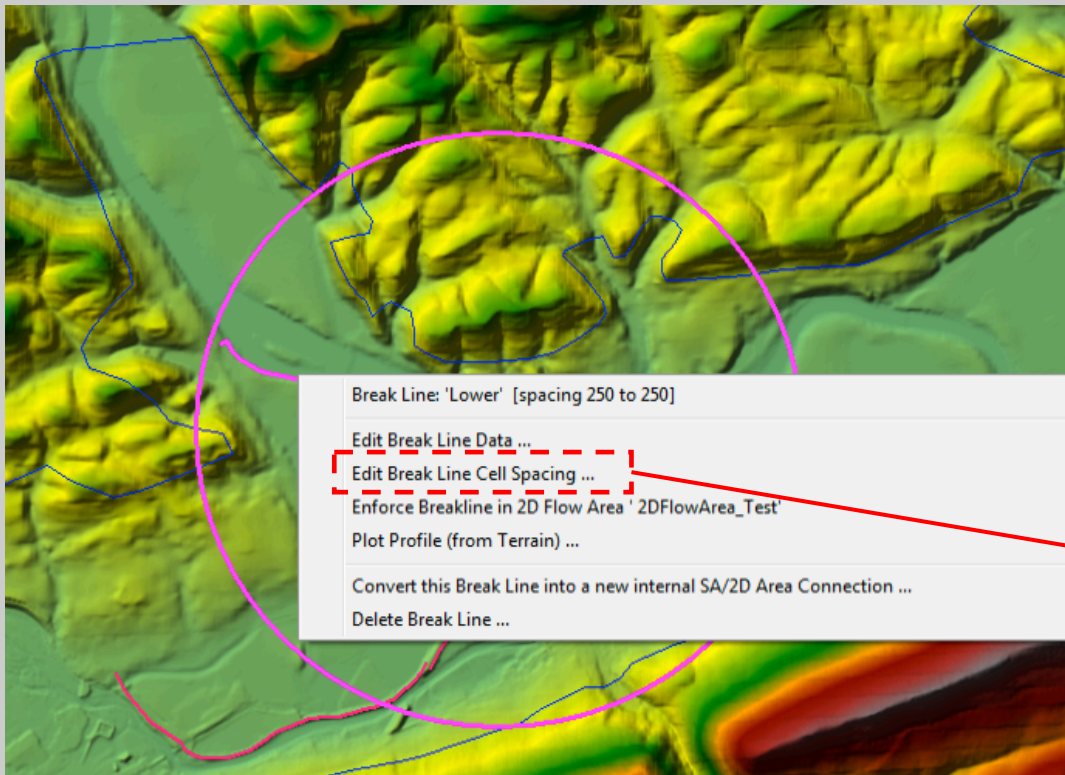 Break Line: 'Lower' [spacing 250 to 250]
Edit Break Line Data ...
Edit Break Line Cell Spacing ...
Enforce Breakline in 2D Flow Area ' 2DFlowArea_Test'
Plot Profile (from Terrain) ...
Convert this Break Line into a new internal SA/2D Area Connection ...
Delete Break Line ...